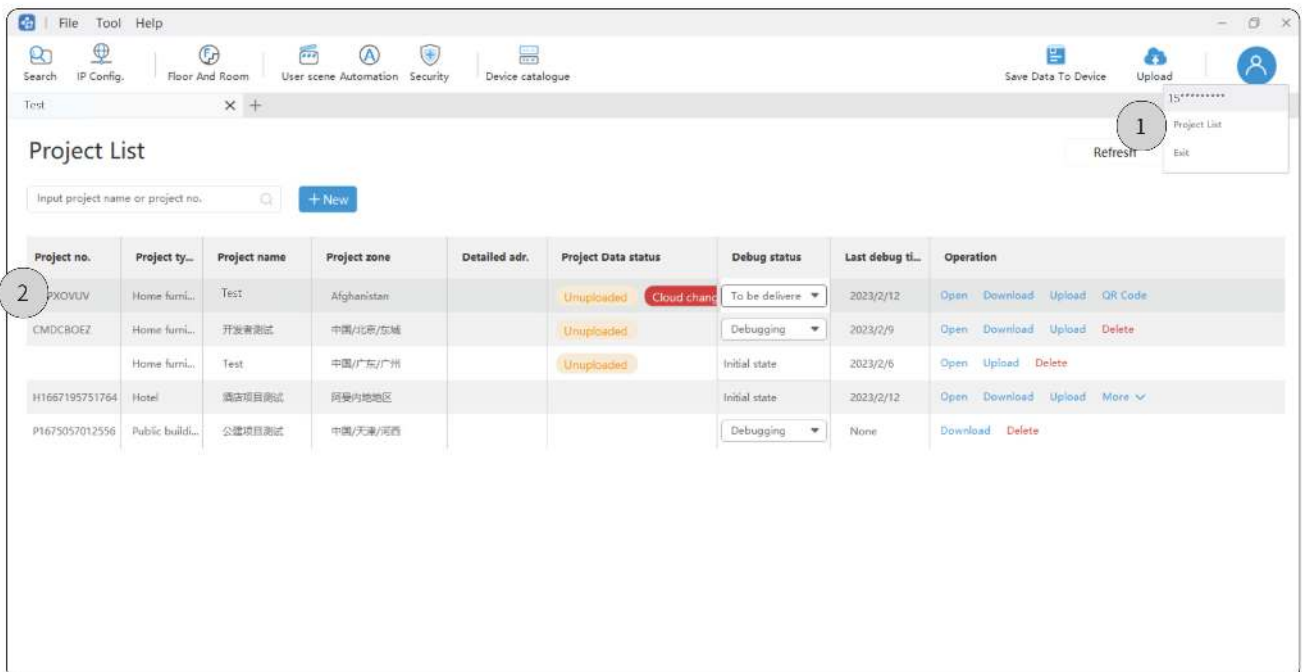 File Tool Help
Search IP Config. Floor And Room User scene Automation Security Device catalogue Save Data To Device Upload
Test
15*********
1 Project List
Project List Refresh Exit
Input project name or project no. + New
Project no. Project ty... Project name Project zone Detailed adr. Project Data status Debug status Last debug ti... Operation
2 PXOVUV Home furni... Test Afghanistan Unuploaded Cloud chang To be delivere 2023/2/12 Open Download Upload QR Code
CMDCBOEZ Home furni... 开发者测试 中国/北京/东城 Unuploaded Debugging 2023/2/9 Open Download Upload Delete
Home furni... Test 中国/广东/广州 Unuploaded Initial state 2023/2/6 Open Upload Delete
H1667195751764 Hotel 酒店项目测试 阿曼内地地区 Initial state 2023/2/12 Open Download Upload More
P1675057012556 Public buildi... 公建项目测试 中国/天津/河西 Debugging None Download Delete